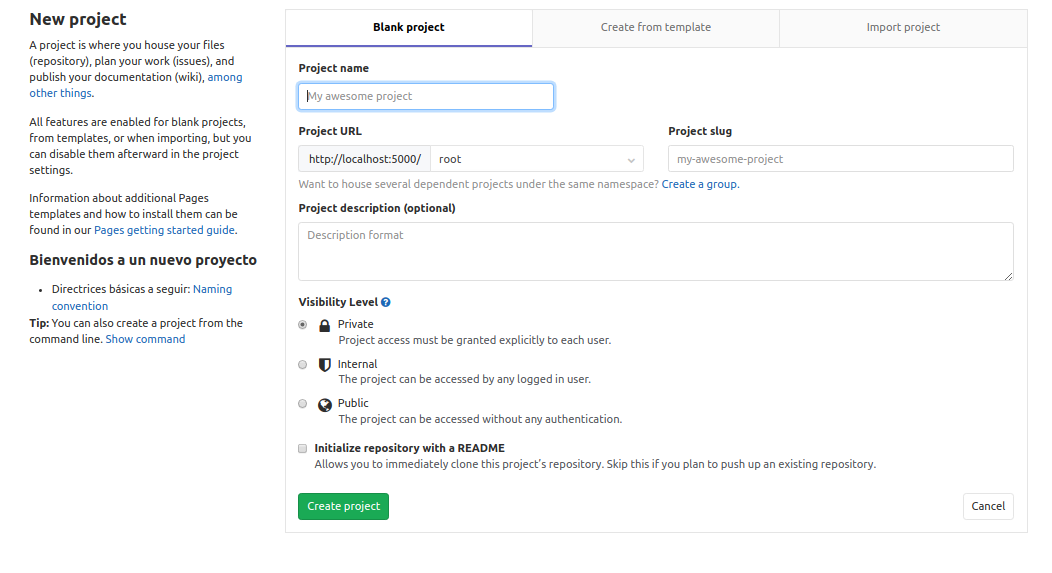 New project
A project is where you house your files
(repository), plan your work (issues), and
publish your documentation (wiki), among
other things.
All features are enabled for blank projects,
from templates, or when importing, but you
can disable them afterward in the project
settings.
Information about additional Pages
templates and how to install them can be
found in our Pages getting started guide.
Bienvenidos a un nuevo proyecto
• Directrices básicas a seguir: Naming
convention
Tip: You can also create a project from the
command line. Show command
Blank project
Create from template
Import project
Project name
My awesome project
Project URL
Project slug
http://localhost:5000/
root
my-awesome-project
Want to house several dependent projects under the same namespace? Create a group.
Project description (optional)
Description format
Visibility Level
Private
Project access must be granted explicitly to each user.
Internal
The project can be accessed by any logged in user.
Public
The project can be accessed without any authentication.
Initialize repository with a README
Allows you to immediately clone this project’s repository. Skip this if you plan to push up an existing repository.
Create project
Cancel